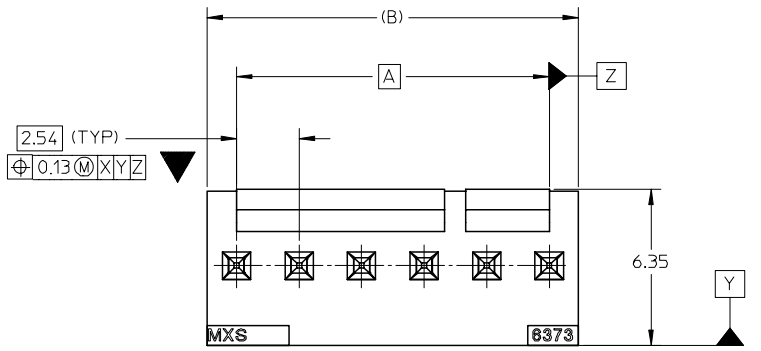 (B)
A
Z
2.54 (TYP)
⌖ 0.13 Ⓜ X Y Z
6.35
Y
MXS
6373